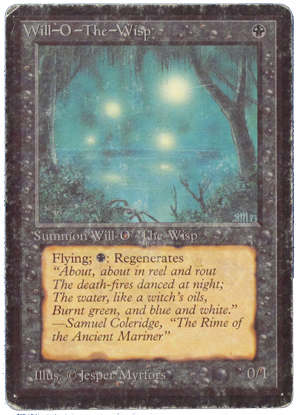 Will-O-The-Wisp
JM 93
Summon Will-O'-The-Wisp
Flying; : Regenerates
"About, about in reel and rout
The death-fires danced at night;
The water, like a witch's oils,
Burnt green, and blue and white."
—Samuel Coleridge, "The Rime of
the Ancient Mariner"
Illus. © Jesper Myrfors
0/1